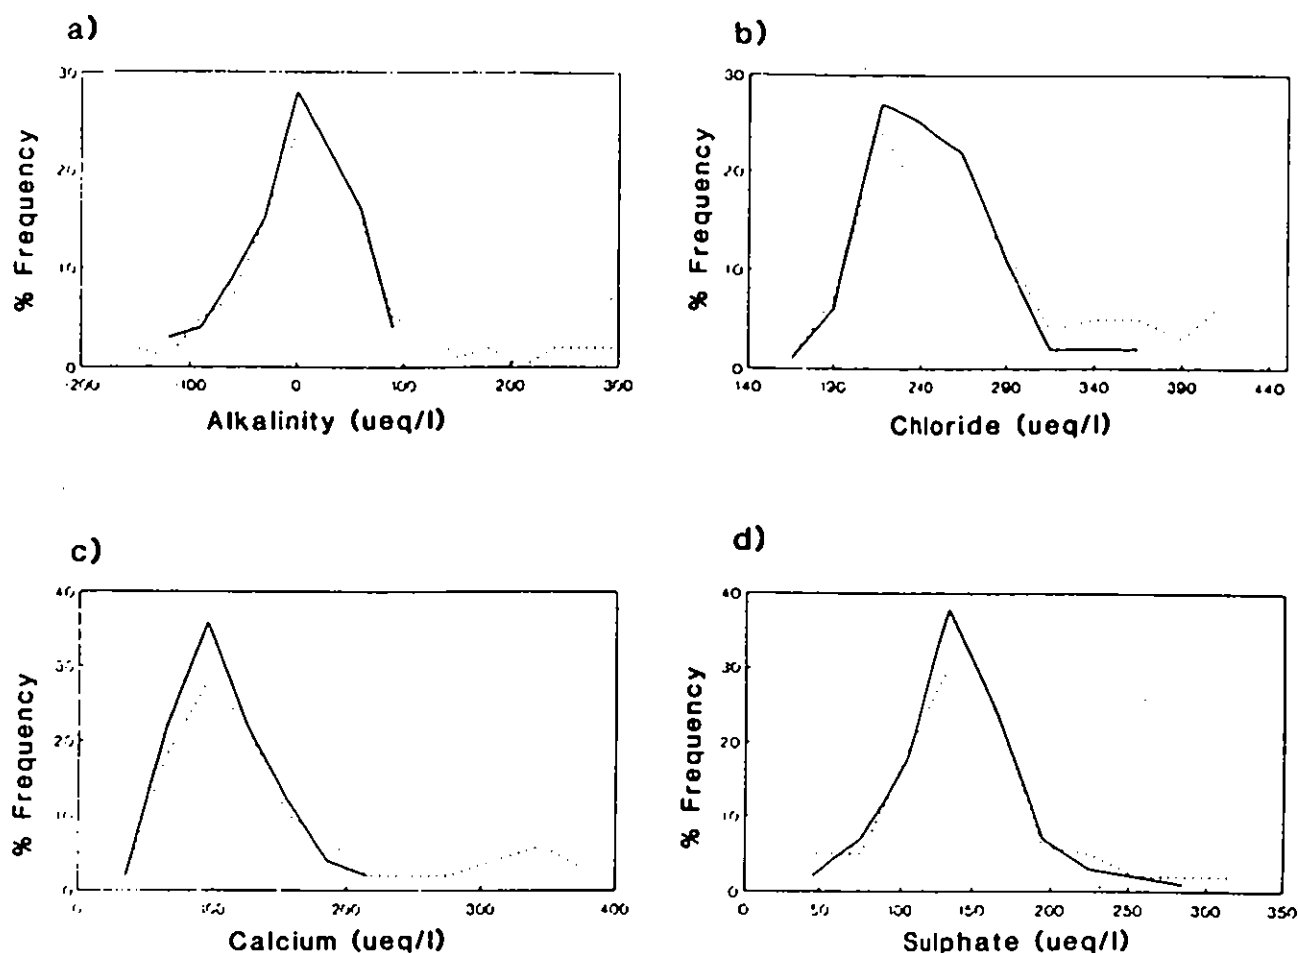 a)
30
20
10
0
% Frequency
-200 -100 0 100 200 300
Alkalinity (ueq/l)
b)
30
20
10
0
% Frequency
140 190 240 290 340 390 440
Chloride (ueq/l)
c)
40
30
20
10
0
% Frequency
0 100 200 300 400
Calcium (ueq/l)
d)
40
30
20
10
0
% Frequency
0 50 100 150 200 250 300 350
Sulphate (ueq/l)